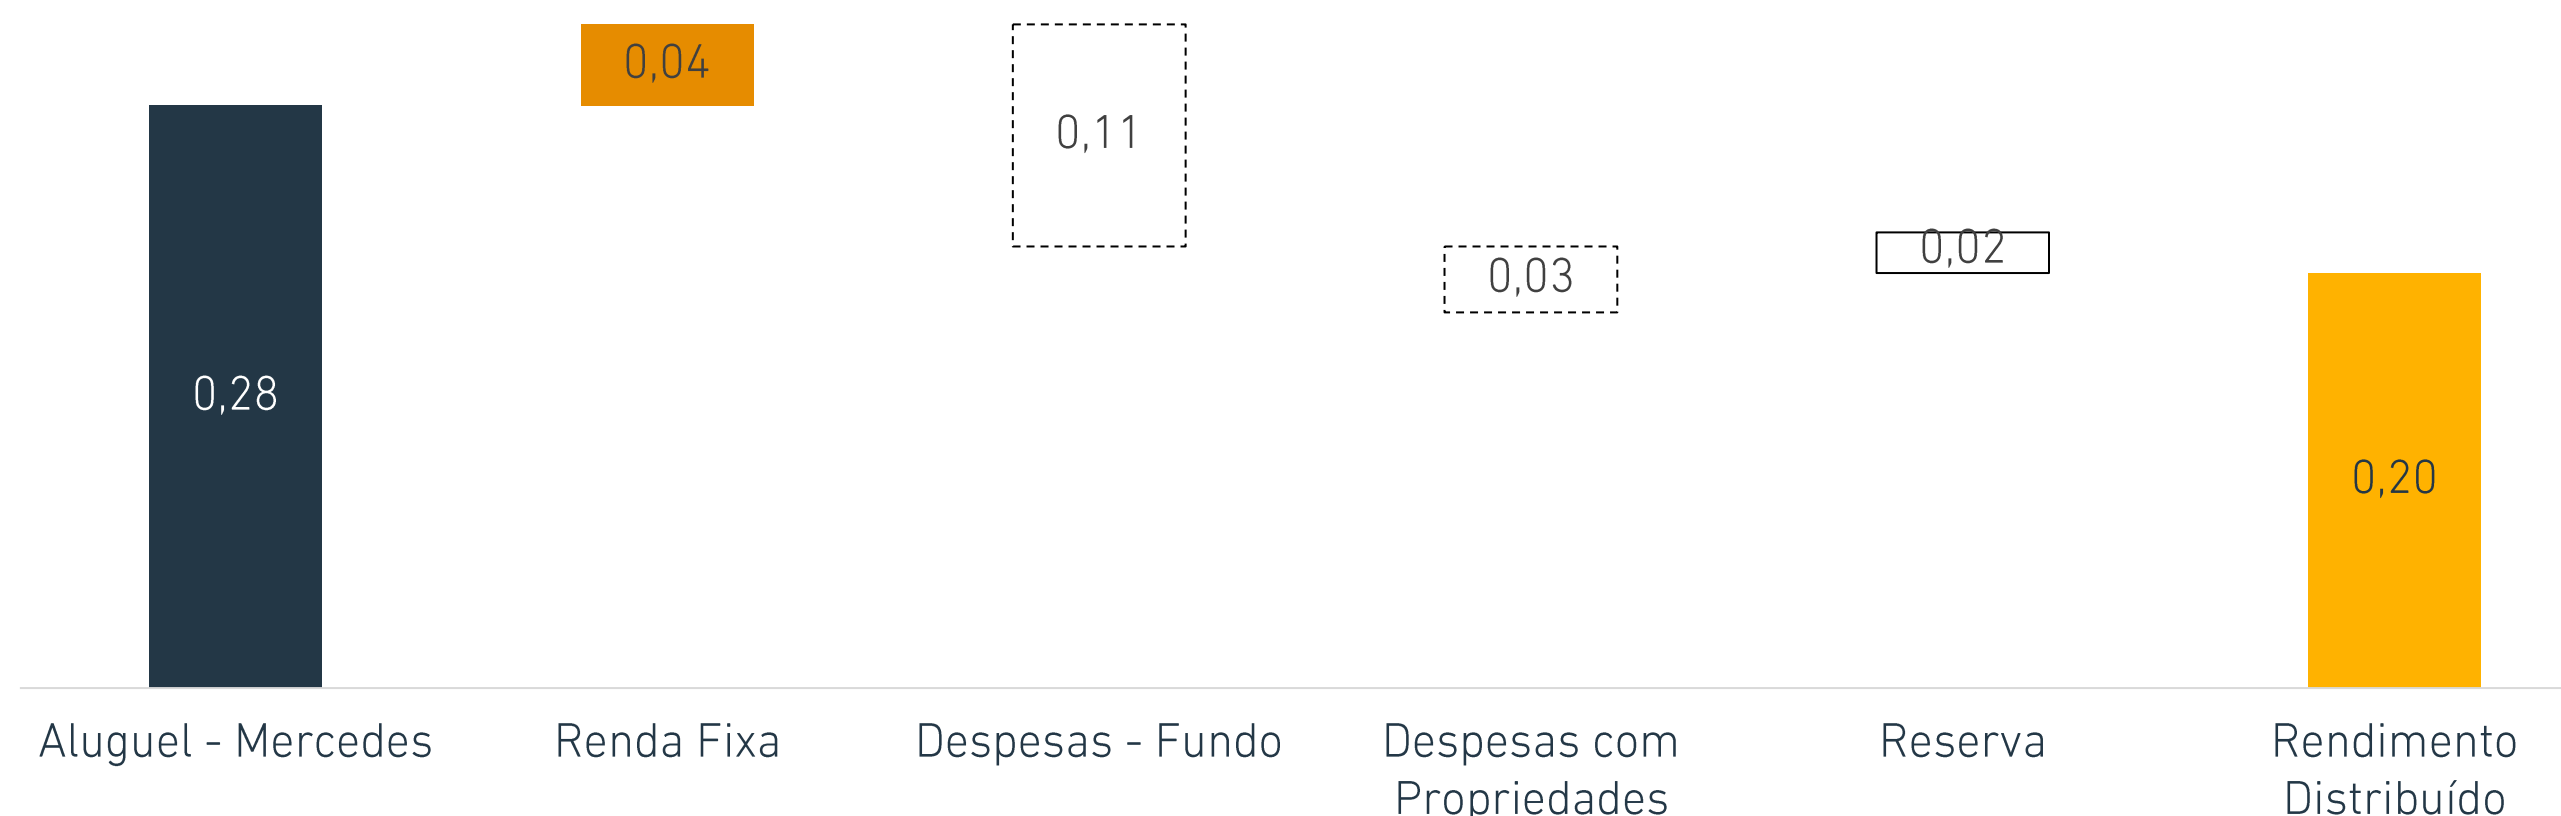 0,04
0,11
0,02
0,03
0,28
0,20
Aluguel - Mercedes
Renda Fixa
Despesas - Fundo
Despesas com
Propriedades
Reserva
Rendimento
Distribuído